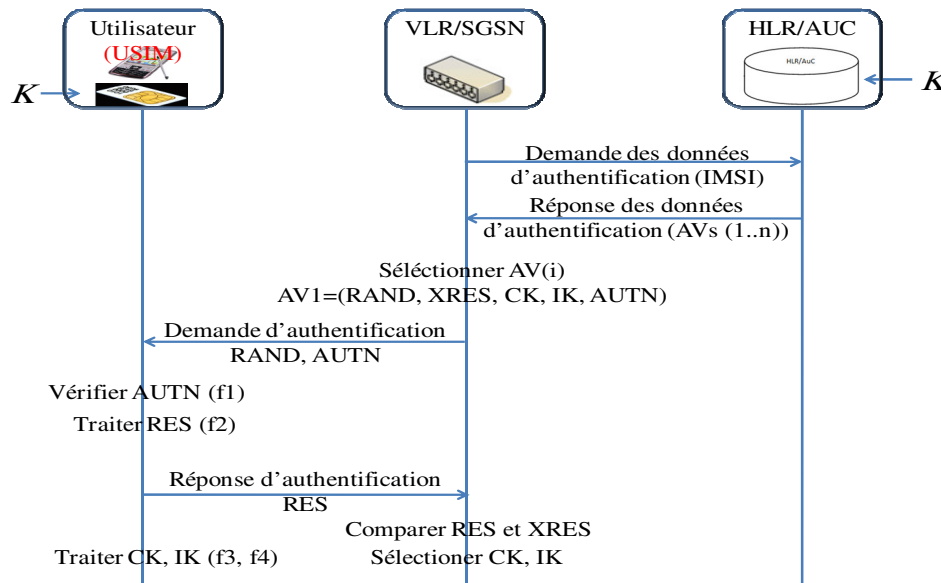 Utilisateur
(USIM)
VLR/SGSN
HLR/AUC
HLR/AuC
K
K
Demande des données
d'authentification (IMSI)
Réponse des données
d'authentification (AVs (1..n))
Séléctionner AV(i)
AV1=(RAND, XRES, CK, IK, AUTN)
Demande d'authentification
RAND, AUTN
Vérifier AUTN (f1)
Traiter RES (f2)
Réponse d'authentification
RES
Comparer RES et XRES
Traiter CK, IK (f3, f4)
Sélectioner CK, IK